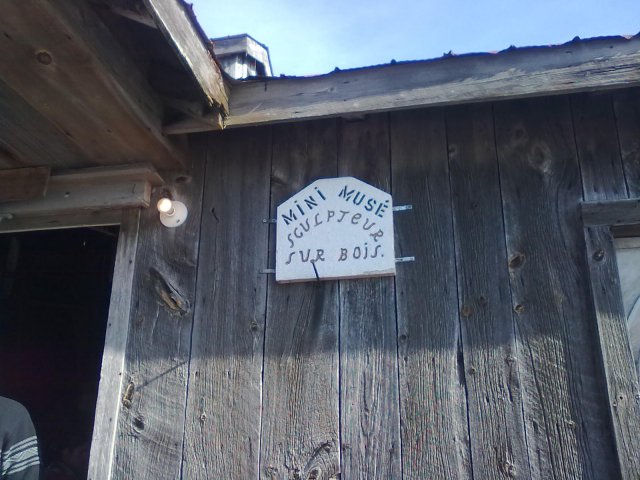 MiNi MUSÉ
SCULPTEUR
SUR BOiS.